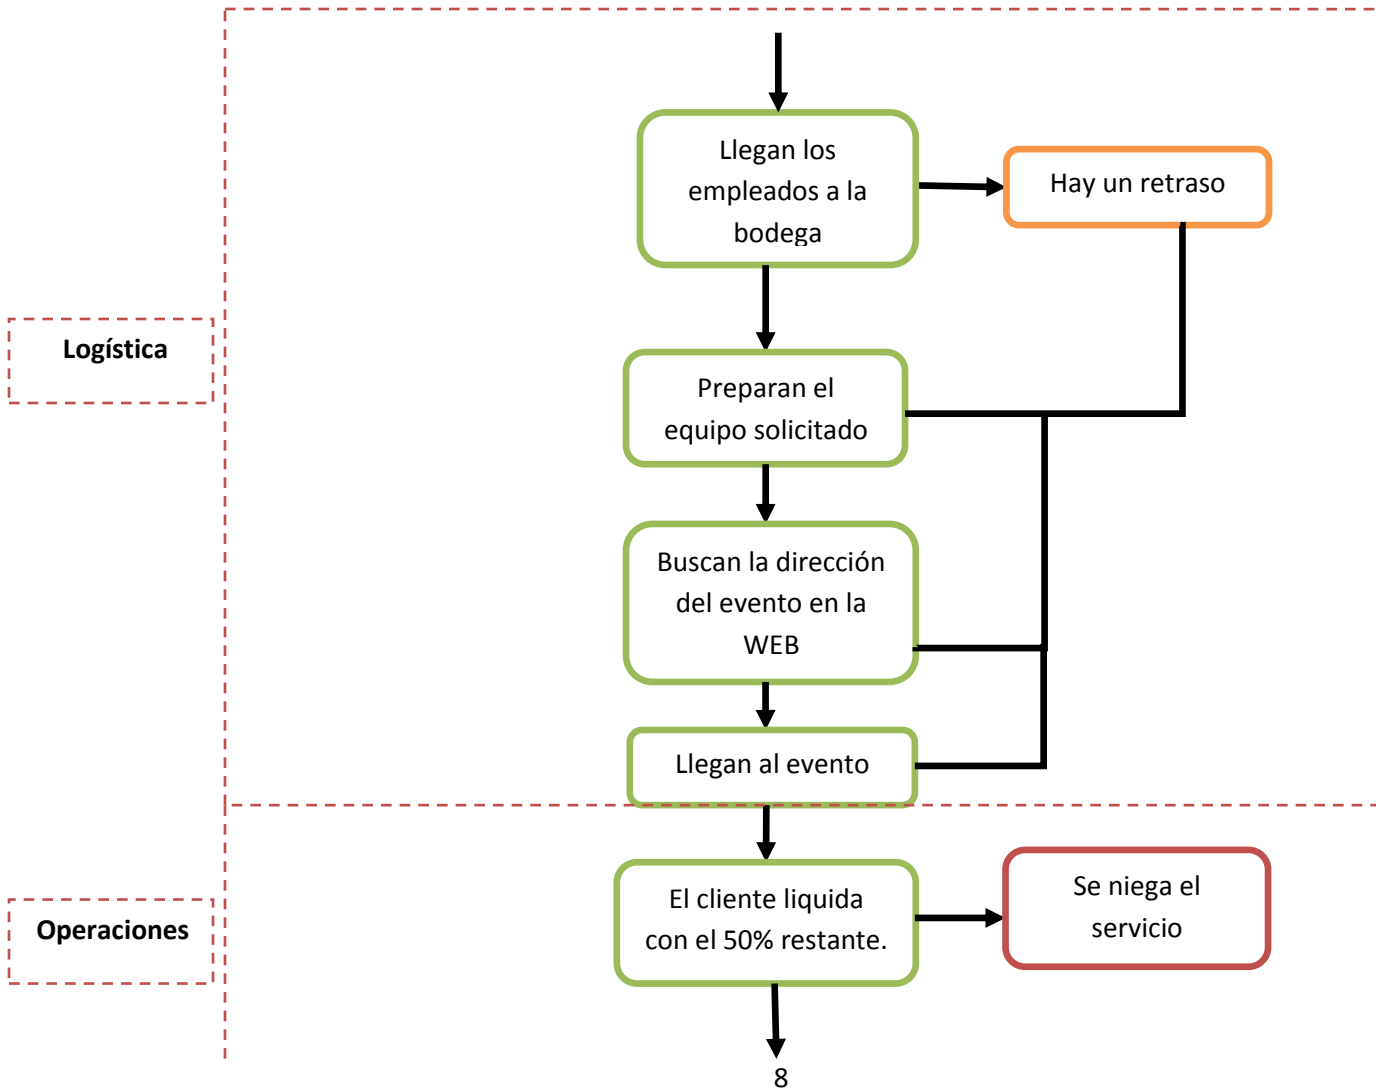 Llegan los
empleados a la
bodega
Hay un retraso
Logística
Preparan el
equipo solicitado
Buscan la dirección
del evento en la
WEB
Llegan al evento
Operaciones
El cliente liquida
con el 50% restante.
Se niega el
servicio
8